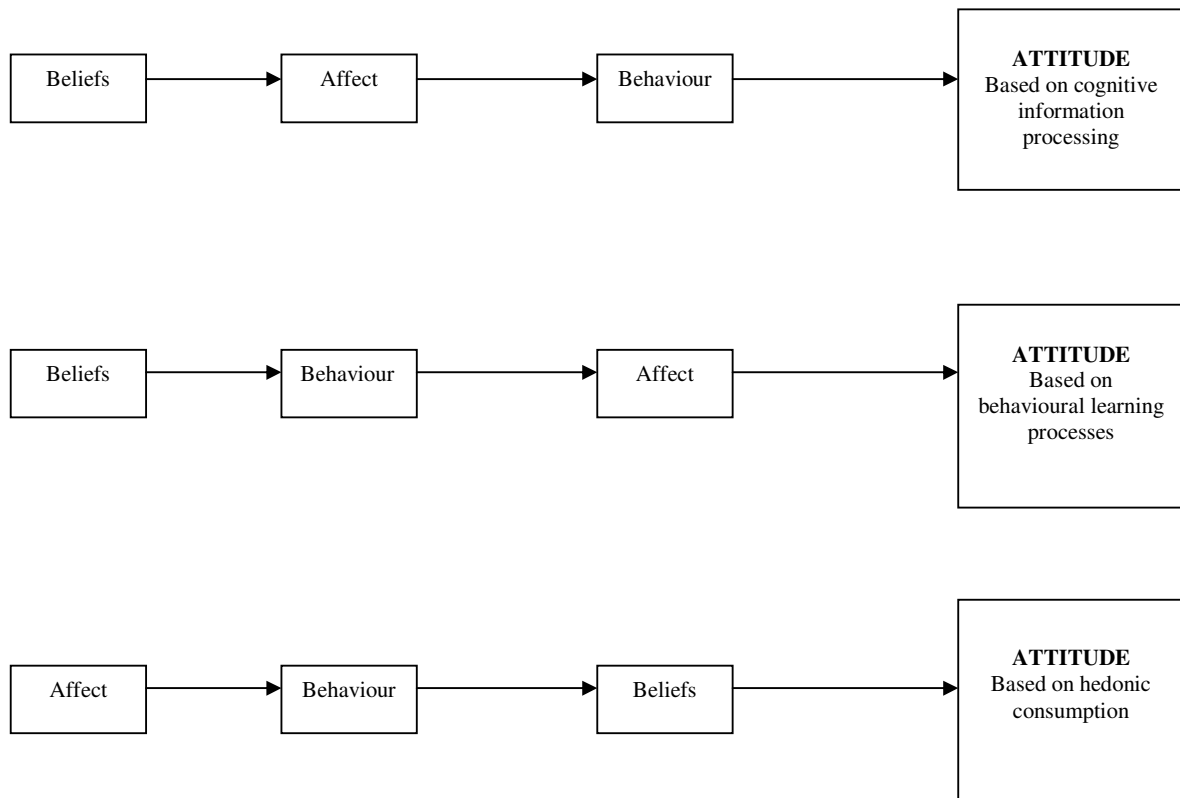 Beliefs
Affect
Behaviour
ATTITUDE
Based on cognitive
information
processing
Beliefs
Behaviour
Affect
ATTITUDE
Based on
behavioural learning
processes
Affect
Behaviour
Beliefs
ATTITUDE
Based on hedonic
consumption